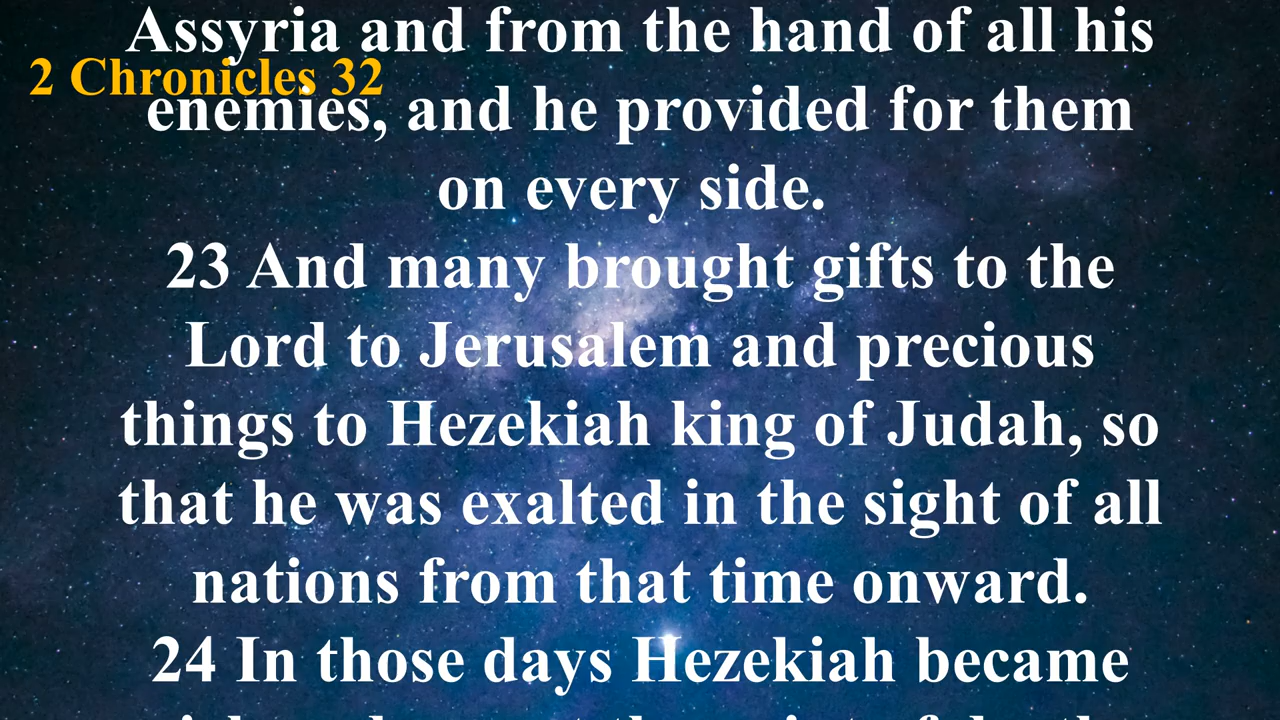 Assyria and from the hand of all his
2 Chronicles 32
enemies, and he provided for them
on every side.
23 And many brought gifts to the
Lord to Jerusalem and precious
things to Hezekiah king of Judah, so
that he was exalted in the sight of all
nations from that time onward.
24 In those days Hezekiah became